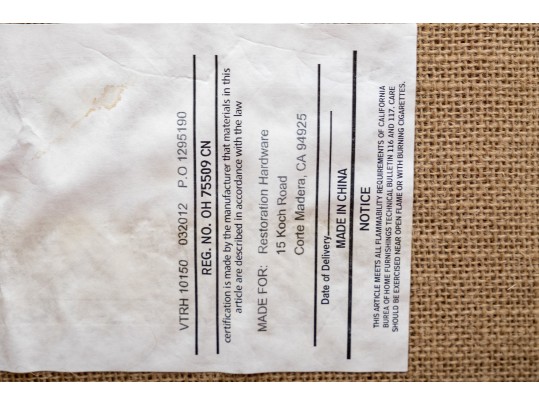 VTRH 10150 032012 P.O 1295190
REG. NO. OH 75509 CN
certification is made by the manufacturer that materials in this
article are described in accordance with the law
MADE FOR: Restoration Hardware
15 Koch Road
Corte Madera, CA 94925
Date of Delivery
MADE IN CHINA
NOTICE
THIS ARTICLE MEETS ALL FLAMMABILITY REQUIREMENTS OF CALIFORNIA
BUREA OF HOME FURNISHINGS TECHNICAL BULLETIN 116 AND 117. CARE
SHOULD BE EXERCISED NEAR OPEN FLAME OR WITH BURNING CIGARETTES.